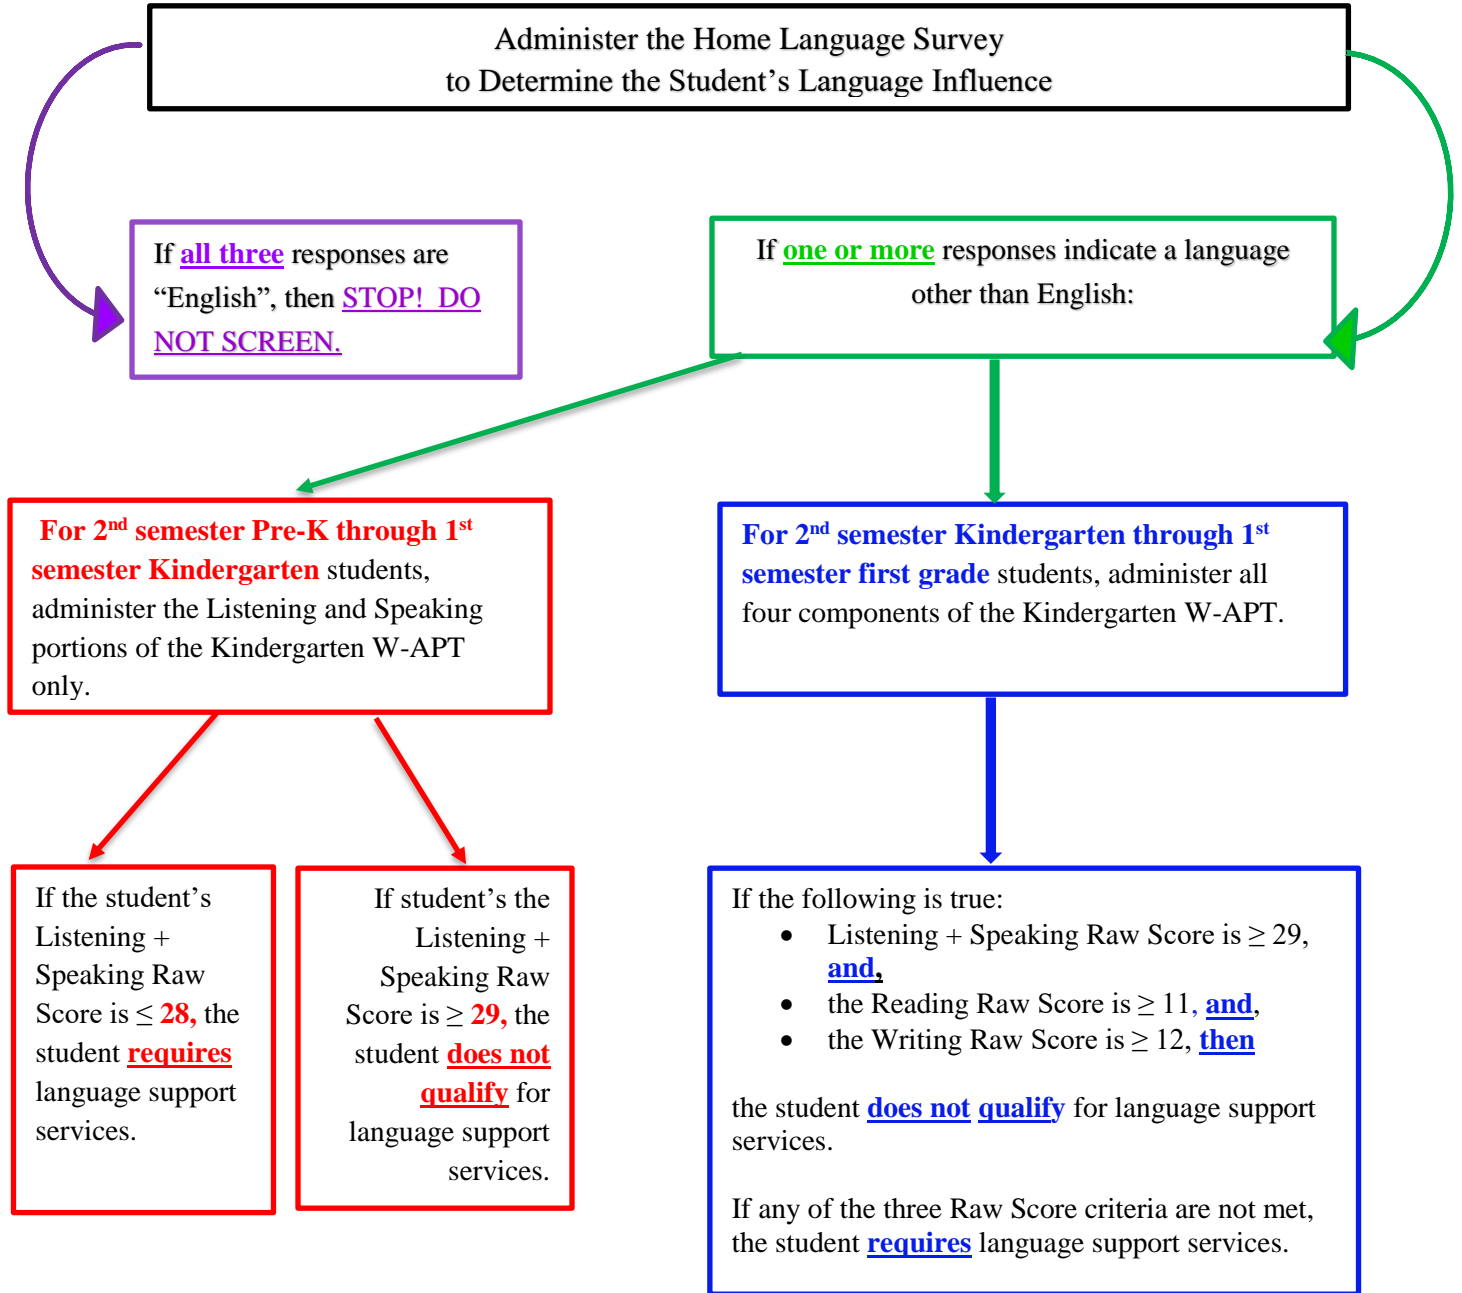 Administer the Home Language Survey
to Determine the Student’s Language Influence
If all three responses are
“English”, then STOP!  DO
NOT SCREEN.
If one or more responses indicate a language
other than English:
For 2nd semester Pre-K through 1st
semester Kindergarten students,
administer the Listening and Speaking
portions of the Kindergarten W-APT
only.
For 2nd semester Kindergarten through 1st
semester first grade students, administer all
four components of the Kindergarten W-APT.
If the student’s
Listening +
Speaking Raw
Score is ≤ 28, the
student requires
language support
services.
If student’s the
Listening +
Speaking Raw
Score is ≥ 29, the
student does not
qualify for
language support
services.
If the following is true:
• Listening + Speaking Raw Score is ≥ 29,
and,
• the Reading Raw Score is ≥ 11, and,
• the Writing Raw Score is ≥ 12, then
the student does not qualify for language support
services.
If any of the three Raw Score criteria are not met,
the student requires language support services.